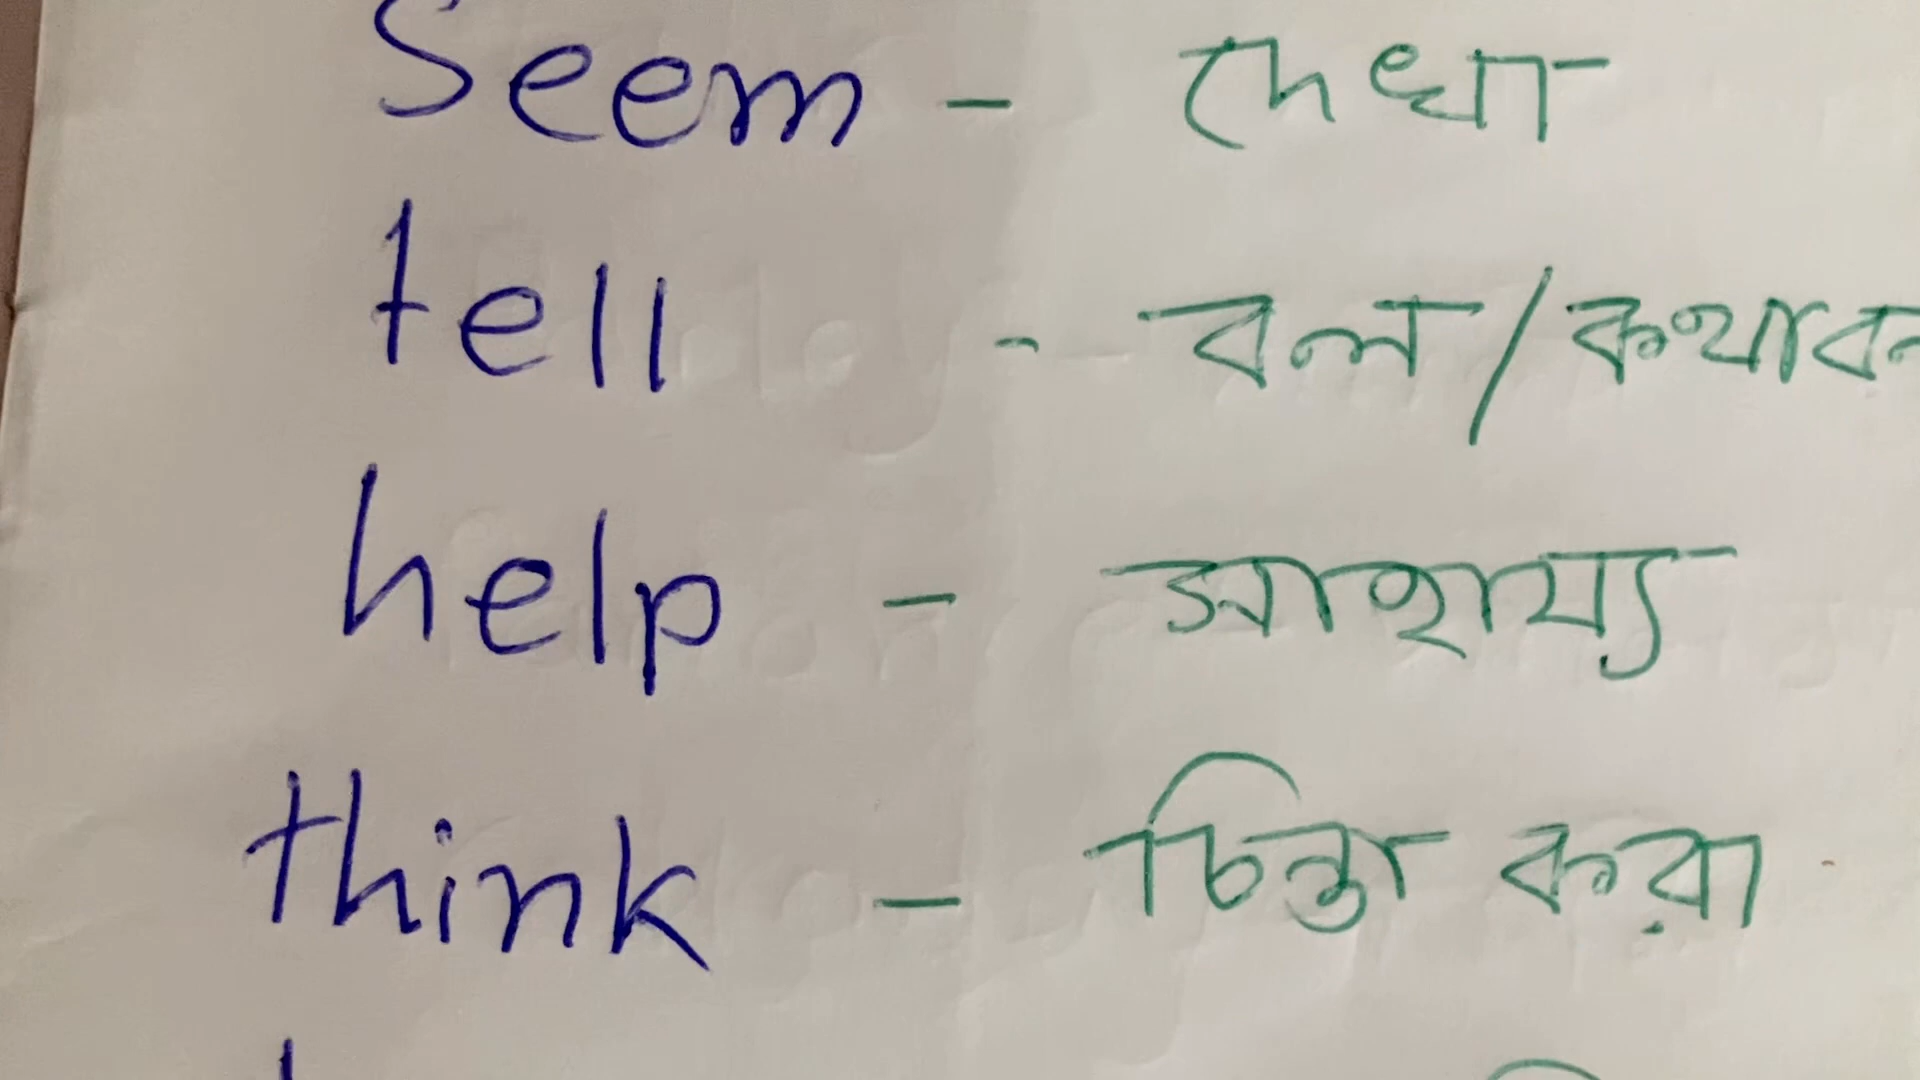 Seem - দেখা
tell - বল / কথা
help - সাহায্য
think - চিন্তা করা